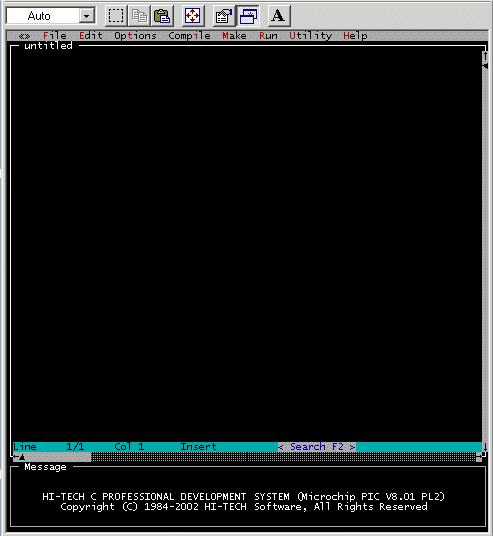 Auto
A
«» File Edit Options Compile Make Run Utility Help
untitled
Line 1/1 Col 1 Insert < Search F2 >
Message
HI-TECH C PROFESSIONAL DEVELOPMENT SYSTEM (Microchip PIC V8.01 PL2)
Copyright (C) 1984-2002 HI-TECH Software, All Rights Reserved